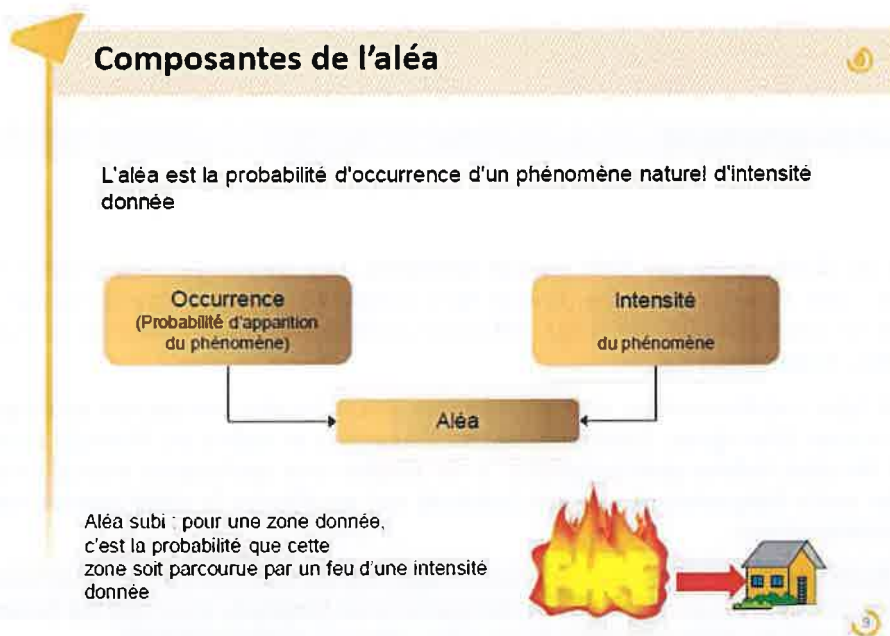 Composantes de l'aléa
L'aléa est la probabilité d'occurrence d'un phénomène naturel d'intensité
donnée
Occurrence
(Probabilité d'apparition
du phénomène)
Intensité
du phénomène
Aléa
Aléa subi : pour une zone donnée,
c'est la probabilité que cette
zone soit parcourue par un feu d'une intensité
donnée
FIRE
9